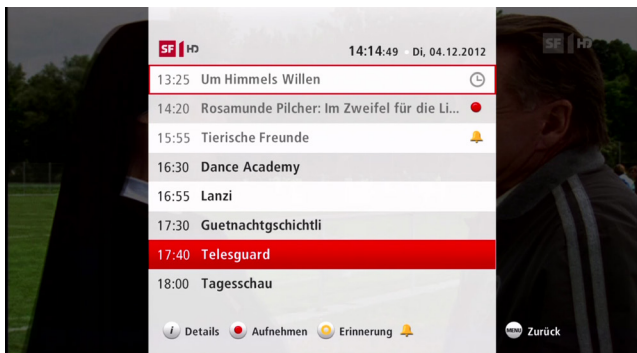 SF 1 HD
14:14:49 Di, 04.12.2012
SF 1 HD
13:25 Um Himmels Willen
14:20 Rosamunde Pilcher: Im Zweifel für die Li...
15:55 Tierische Freunde
16:30 Dance Academy
16:55 Lanzi
17:30 Guetnachtgschichtli
17:40 Telesguard
18:00 Tagesschau
i Details Aufnehmen Erinnerung MENU Zurück